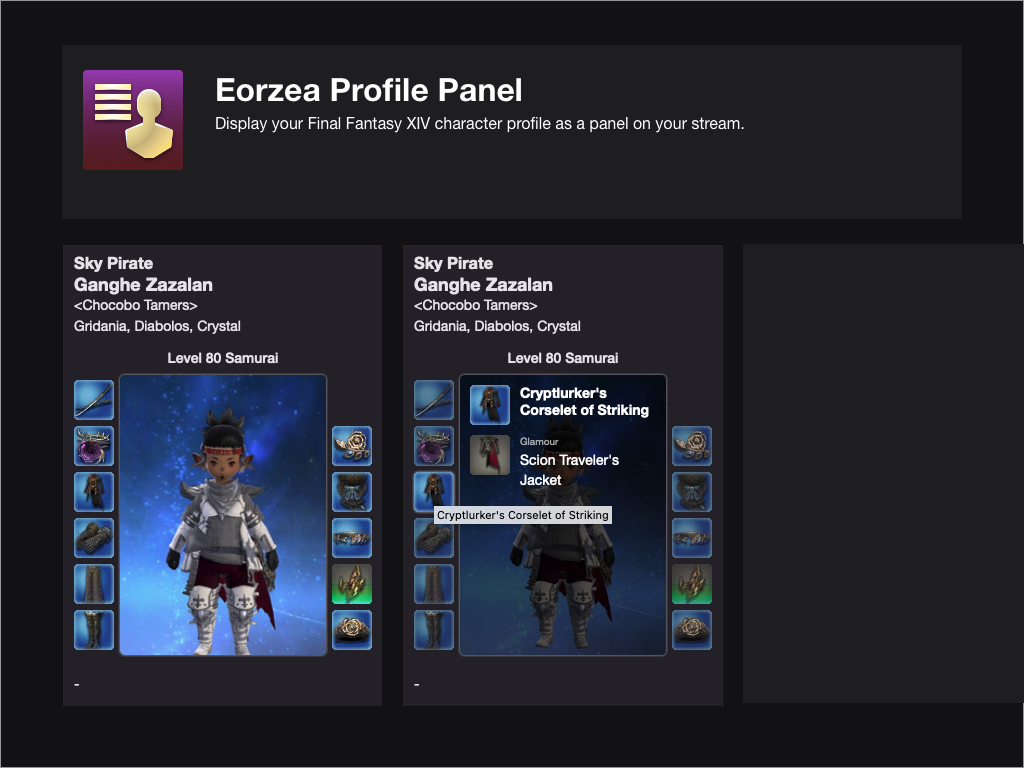 Eorzea Profile Panel
Display your Final Fantasy XIV character profile as a panel on your stream.
Sky Pirate
Ganghe Zazalan
<Chocobo Tamers>
Gridania, Diabolos, Crystal
Level 80 Samurai
-
Sky Pirate
Ganghe Zazalan
<Chocobo Tamers>
Gridania, Diabolos, Crystal
Level 80 Samurai
Cryptlurker's
Corselet of Striking
Glamour
Scion Traveler's
Jacket
Cryptlurker's Corselet of Striking
-